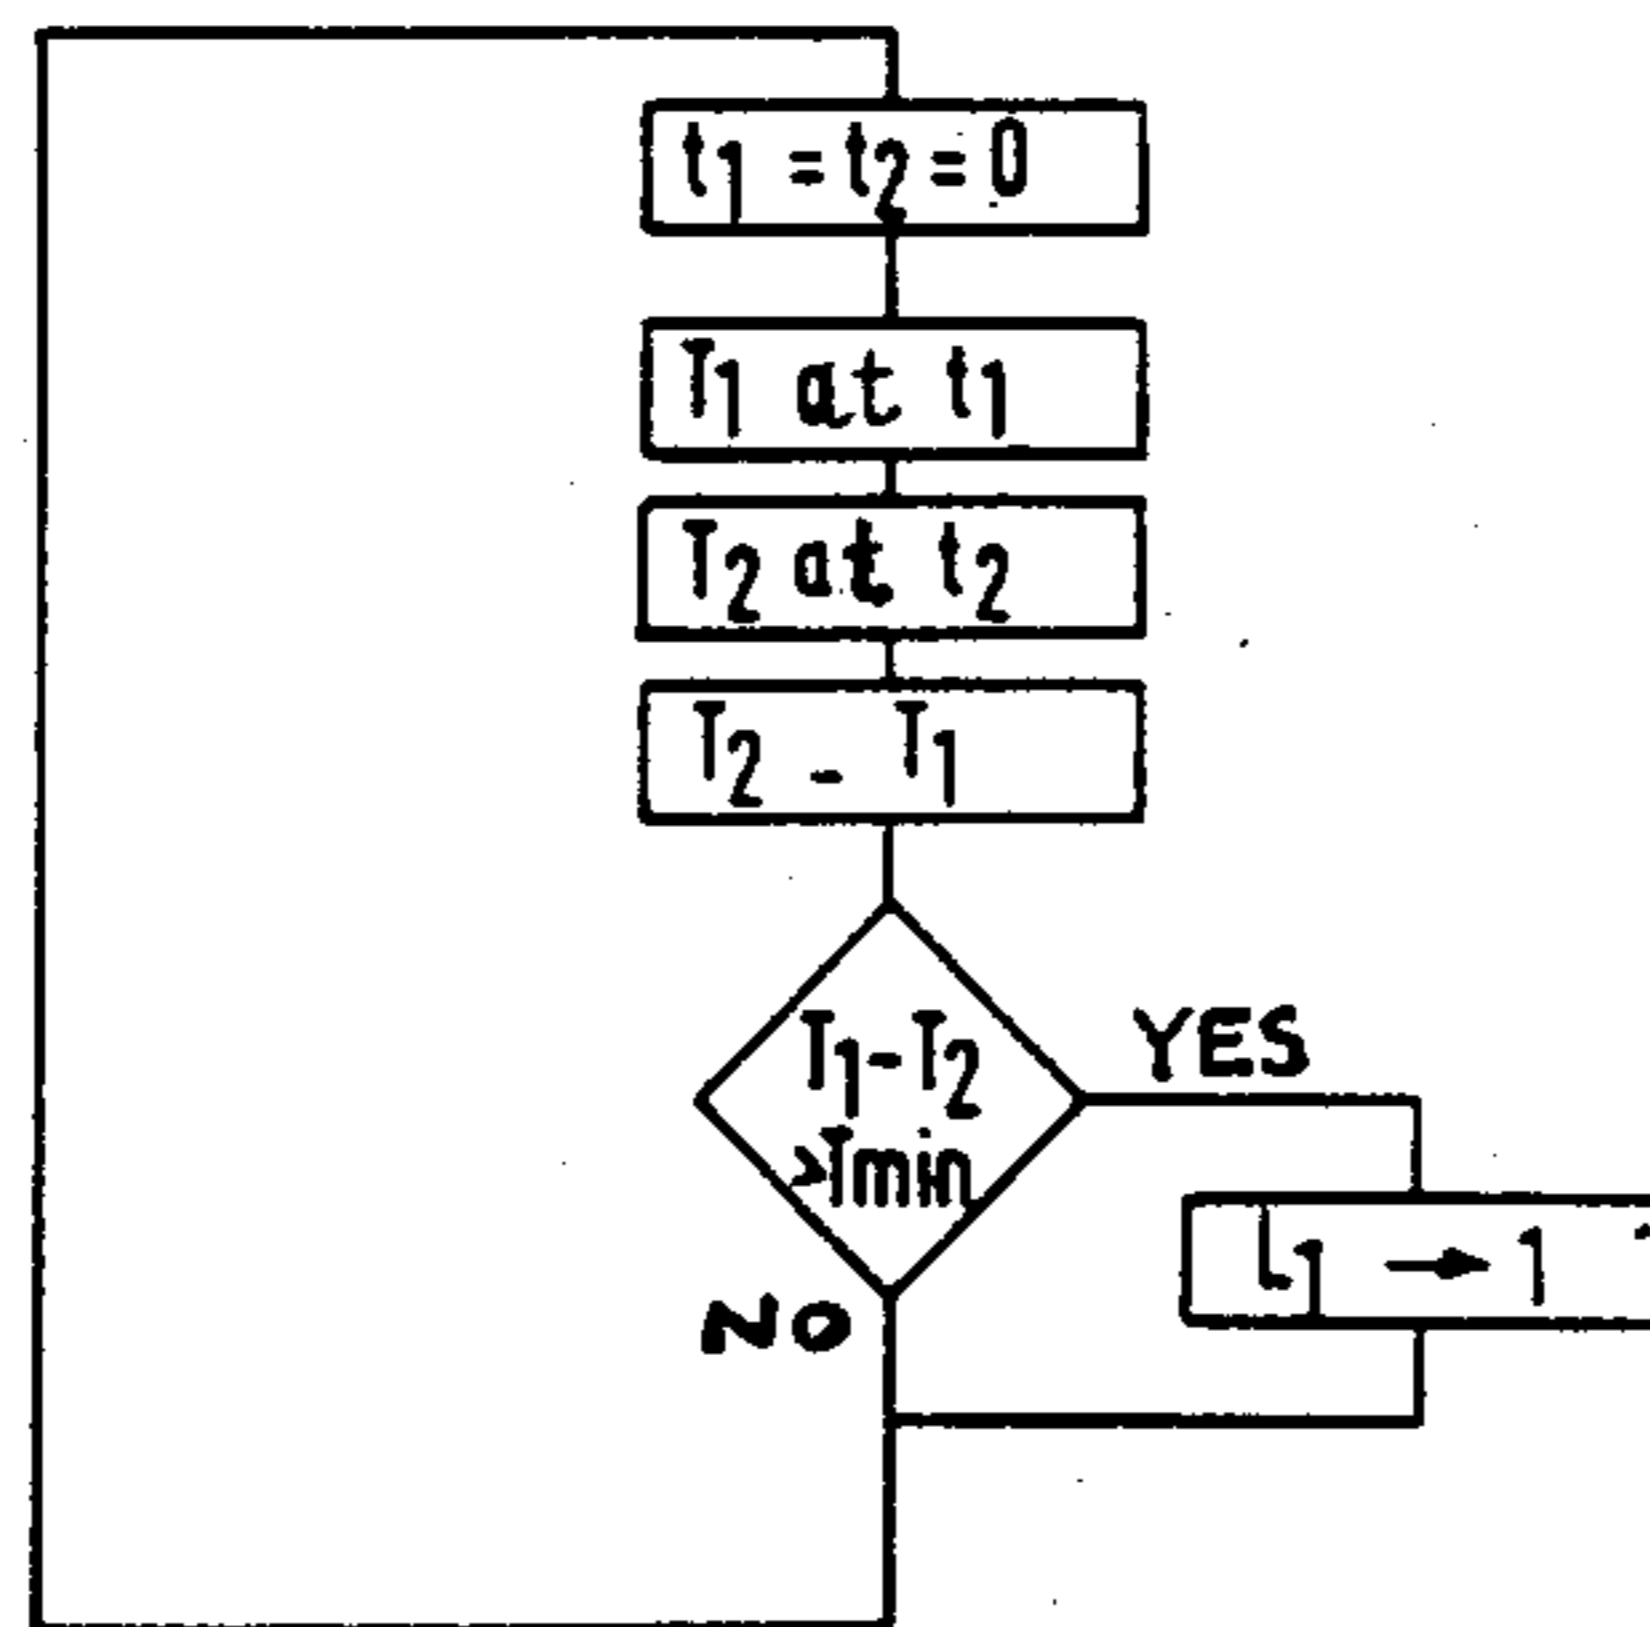 t1 = t2 = 0
T1 at t1
T2 at t2
T2 - T1
T1-T2
>Tmin
YES
L1 → 1
NO